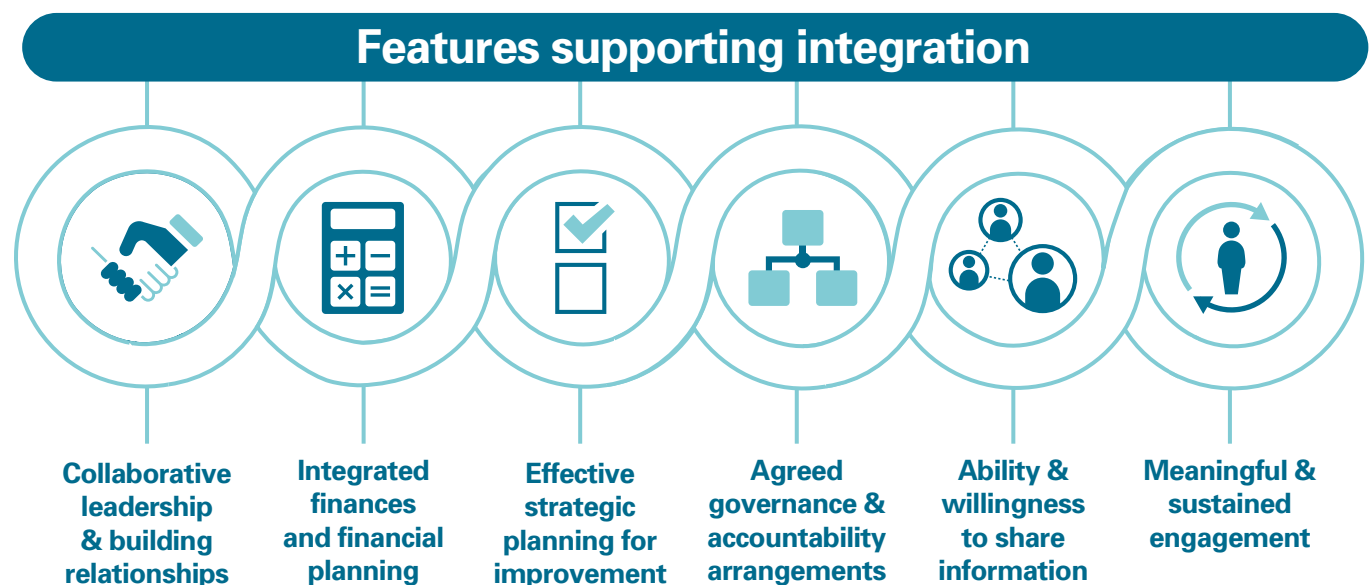 Features supporting integration
Collaborative
leadership
& building
relationships
Integrated
finances
and financial
planning
Effective
strategic
planning for
improvement
Agreed
governance &
accountability
arrangements
Ability &
willingness
to share
information
Meaningful &
sustained
engagement